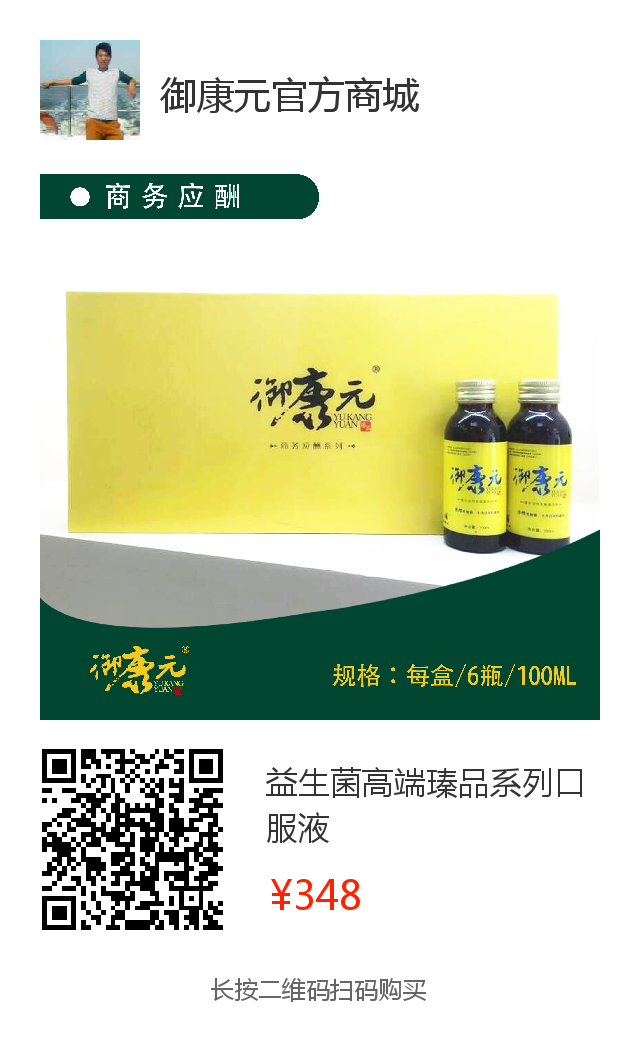 御康元官方商城
商务应酬
御康元
®
YU KANG
YUAN
商务应酬系列
御康元
御康元
御康元
®
YU KANG
YUAN
规格：每盒/6瓶/100ML
益生菌高端瑧品系列口
服液
¥348
长按二维码扫码购买